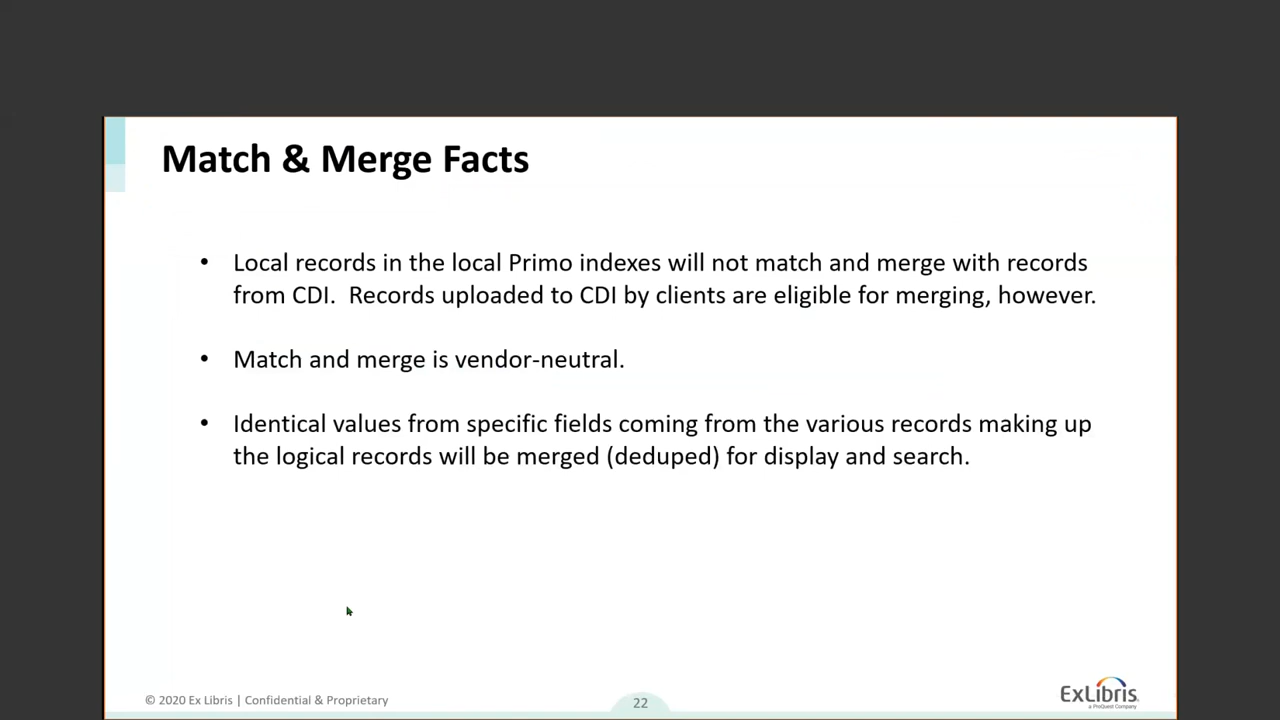 Match & Merge Facts
• Local records in the local Primo indexes will not match and merge with records
from CDI.  Records uploaded to CDI by clients are eligible for merging, however.
• Match and merge is vendor-neutral.
• Identical values from specific fields coming from the various records making up
the logical records will be merged (deduped) for display and search.
© 2020 Ex Libris | Confidential & Proprietary
22
ExLibris
a ProQuest Company